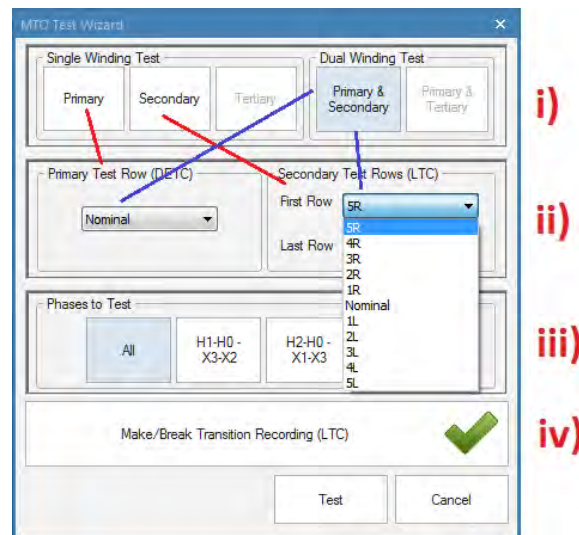 MTO Test Wizard
Single Winding Test
Dual Winding Test
Primary
Secondary
Tertiary
Primary &
Secondary
Primary &
Tertiary
i)
Primary Test Row (DETC)
Secondary Test Rows (LTC)
Nominal
First Row
5R
Last Row
5R
4R
3R
2R
1R
Nominal
1L
2L
3L
4L
5L
ii)
Phases to Test
All
H1-H0 -
X3-X2
H2-H0 -
X1-X3
iii)
Make/Break Transition Recording (LTC)
iv)
Test
Cancel